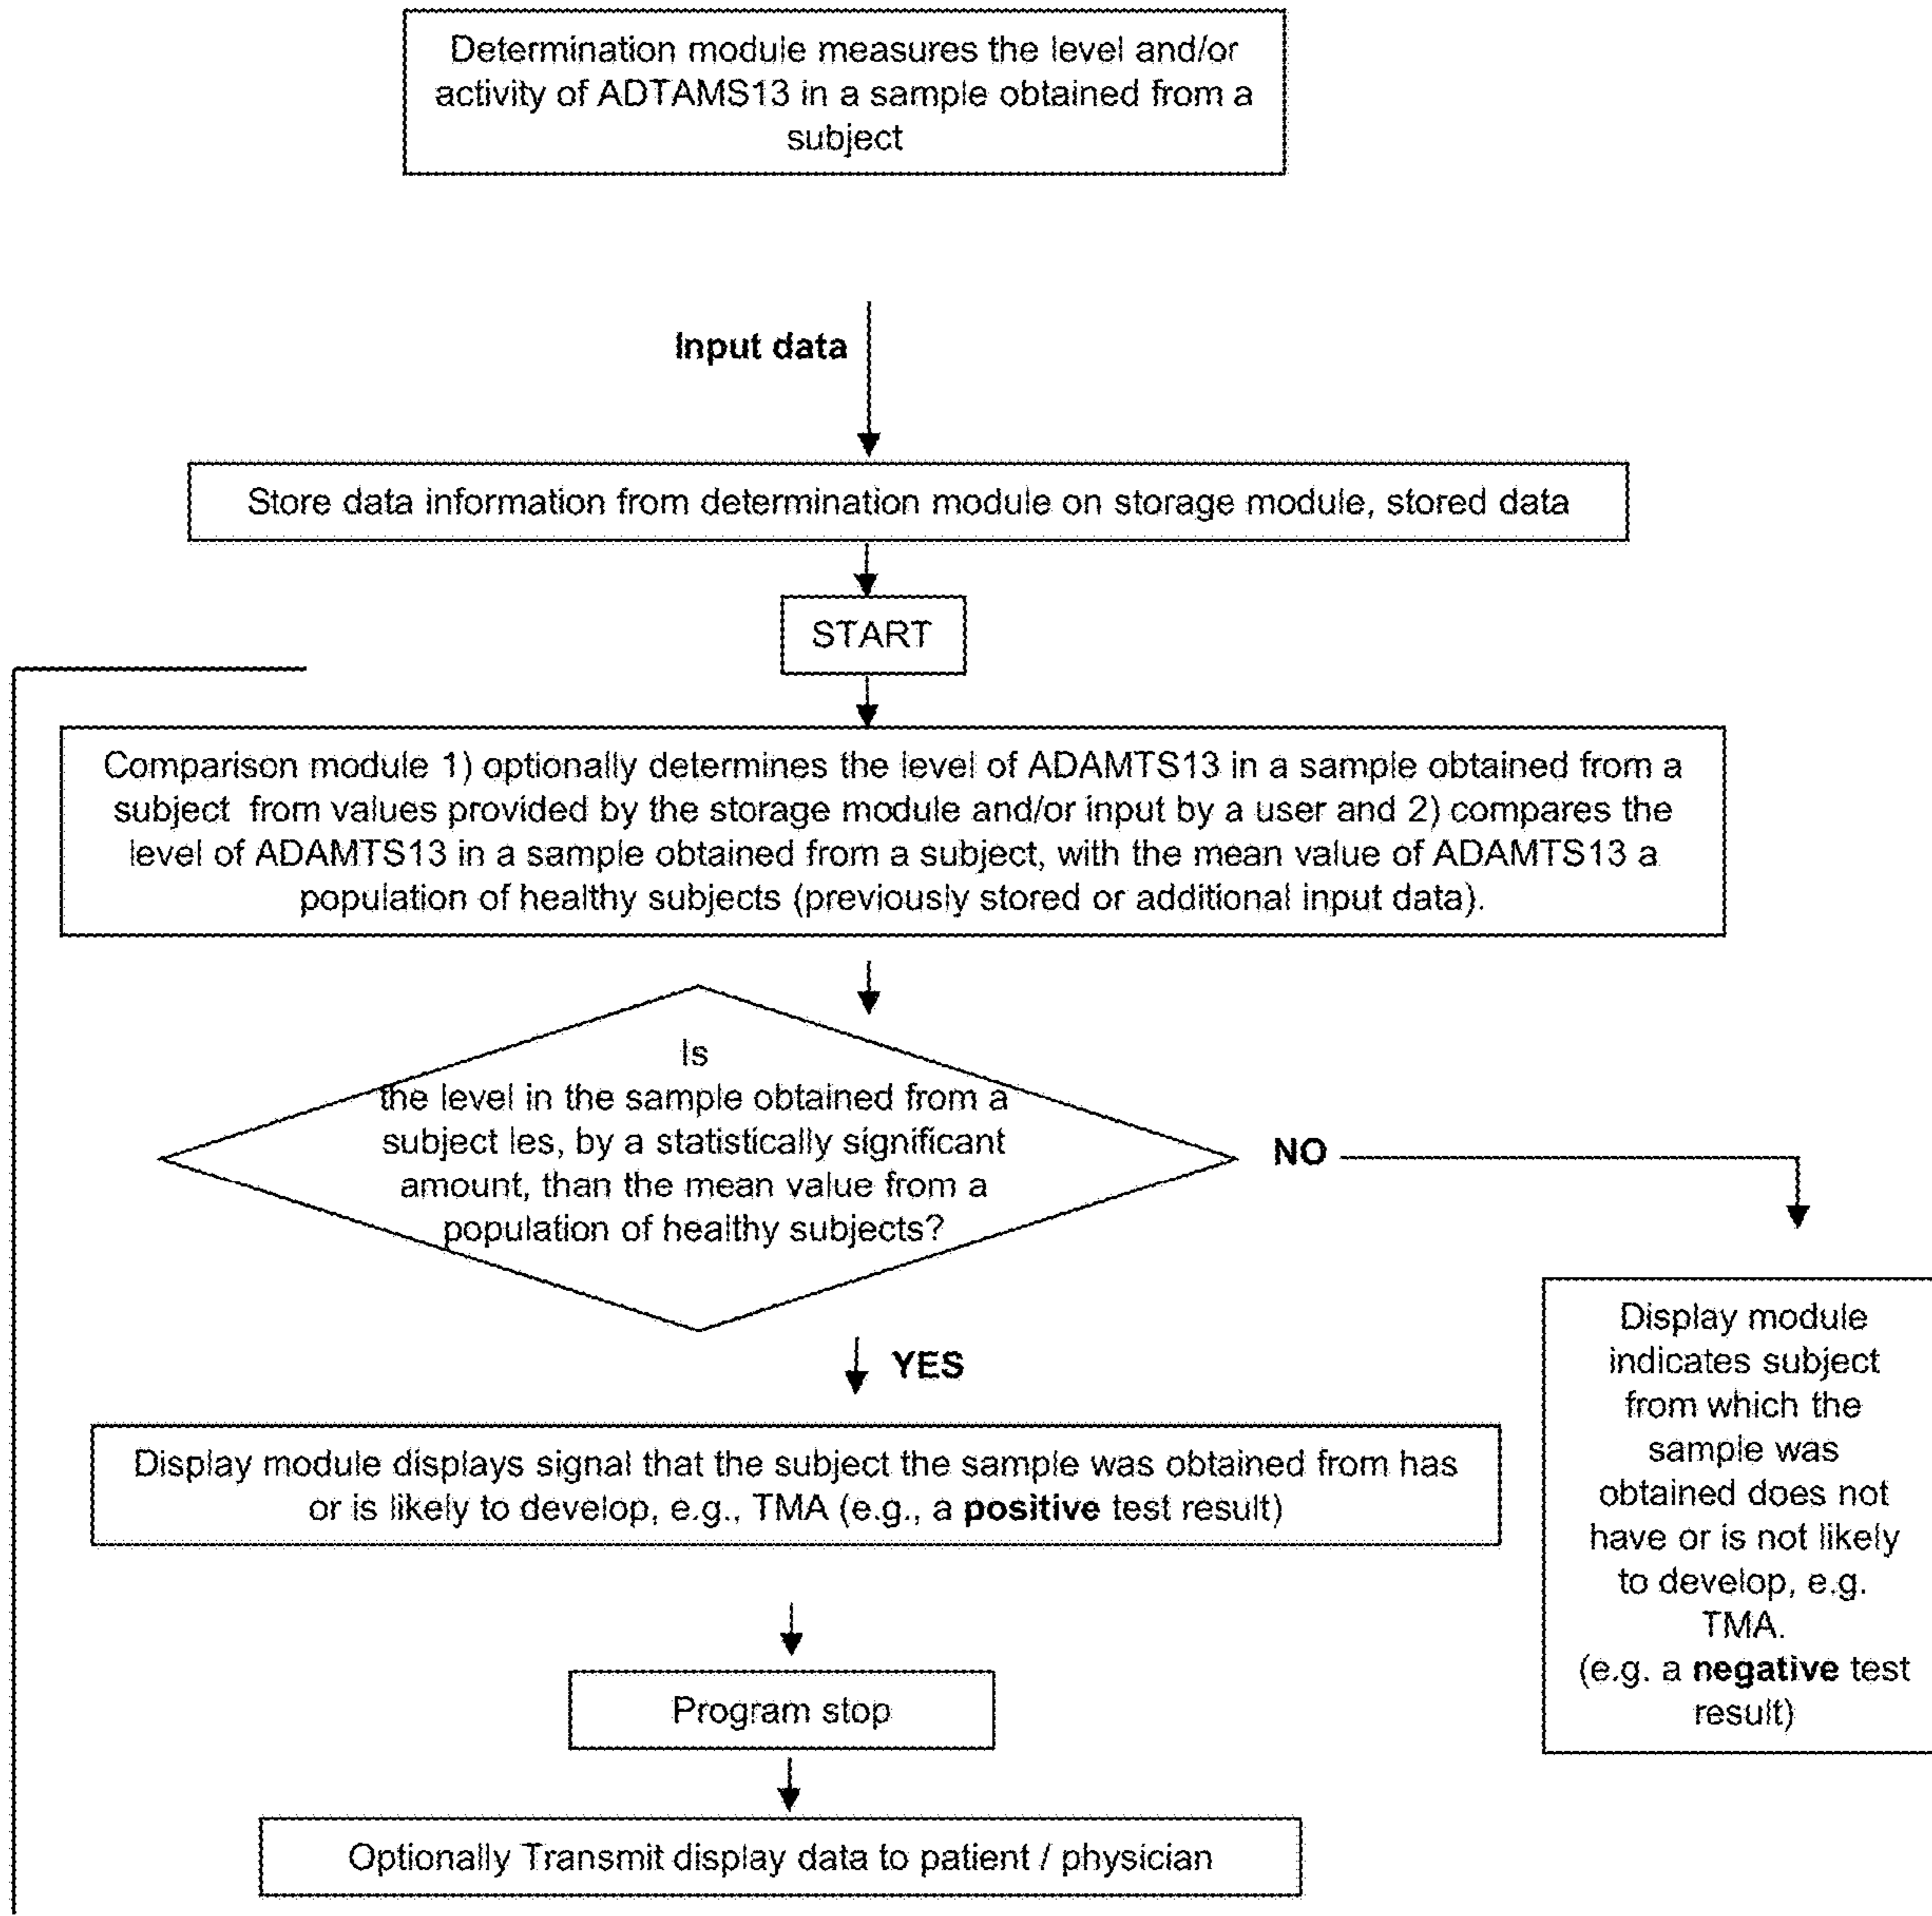 Determination module measures the level and/or
activity of ADTAMS13 in a sample obtained from a
subject
Input data
Store data information from determination module on storage module, stored data
START
Comparison module 1) optionally determines the level of ADAMTS13 in a sample obtained from a
subject from values provided by the storage module and/or input by a user and 2) compares the
level of ADAMTS13 in a sample obtained from a subject, with the mean value of ADAMTS13 a
population of healthy subjects (previously stored or additional input data).
Is
the level in the sample obtained from a
subject les, by a statistically significant
amount, than the mean value from a
population of healthy subjects?
NO
YES
Display module displays signal that the subject the sample was obtained from has
or is likely to develop, e.g., TMA (e.g., a positive test result)
Display module
indicates subject
from which the
sample was
obtained does not
have or is not likely
to develop, e.g.
TMA.
(e.g. a negative test
result)
Program stop
Optionally Transmit display data to patient / physician